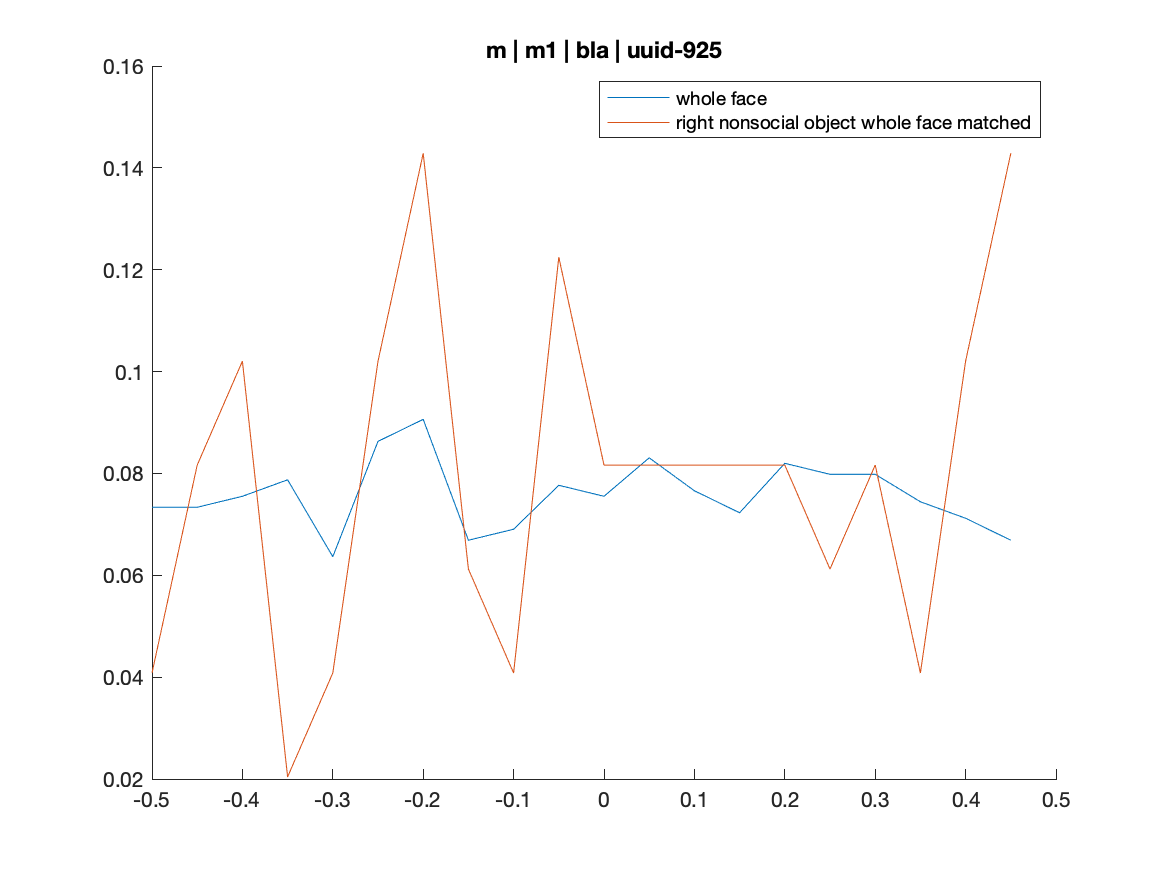 m | m1 | bla | uuid-925
0.16
whole face
right nonsocial object whole face matched
0.14
0.12
0.1
0.08
0.06
0.04
0.02
-0.5 -0.4 -0.3 -0.2 -0.1 0 0.1 0.2 0.3 0.4 0.5